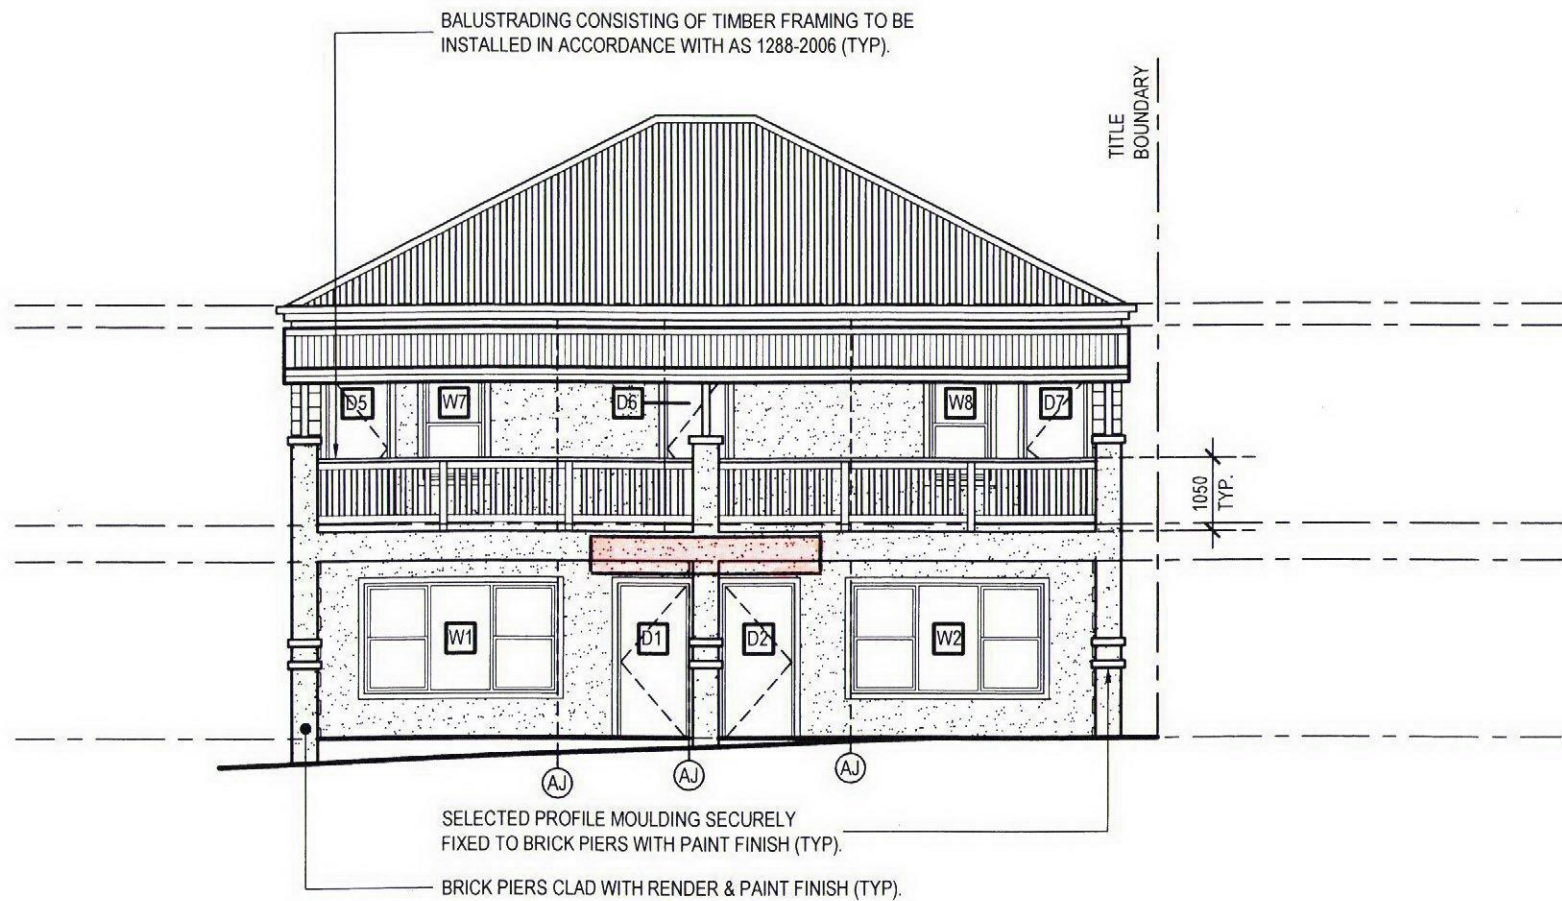 BALUSTRADING CONSISTING OF TIMBER FRAMING TO BE
INSTALLED IN ACCORDANCE WITH AS 1288-2006 (TYP).
TITLE
BOUNDARY
D5
W7
D6
W8
D7
1050
TYP.
W1
D1
D2
W2
AJ
AJ
AJ
SELECTED PROFILE MOULDING SECURELY
FIXED TO BRICK PIERS WITH PAINT FINISH (TYP).
BRICK PIERS CLAD WITH RENDER & PAINT FINISH (TYP).